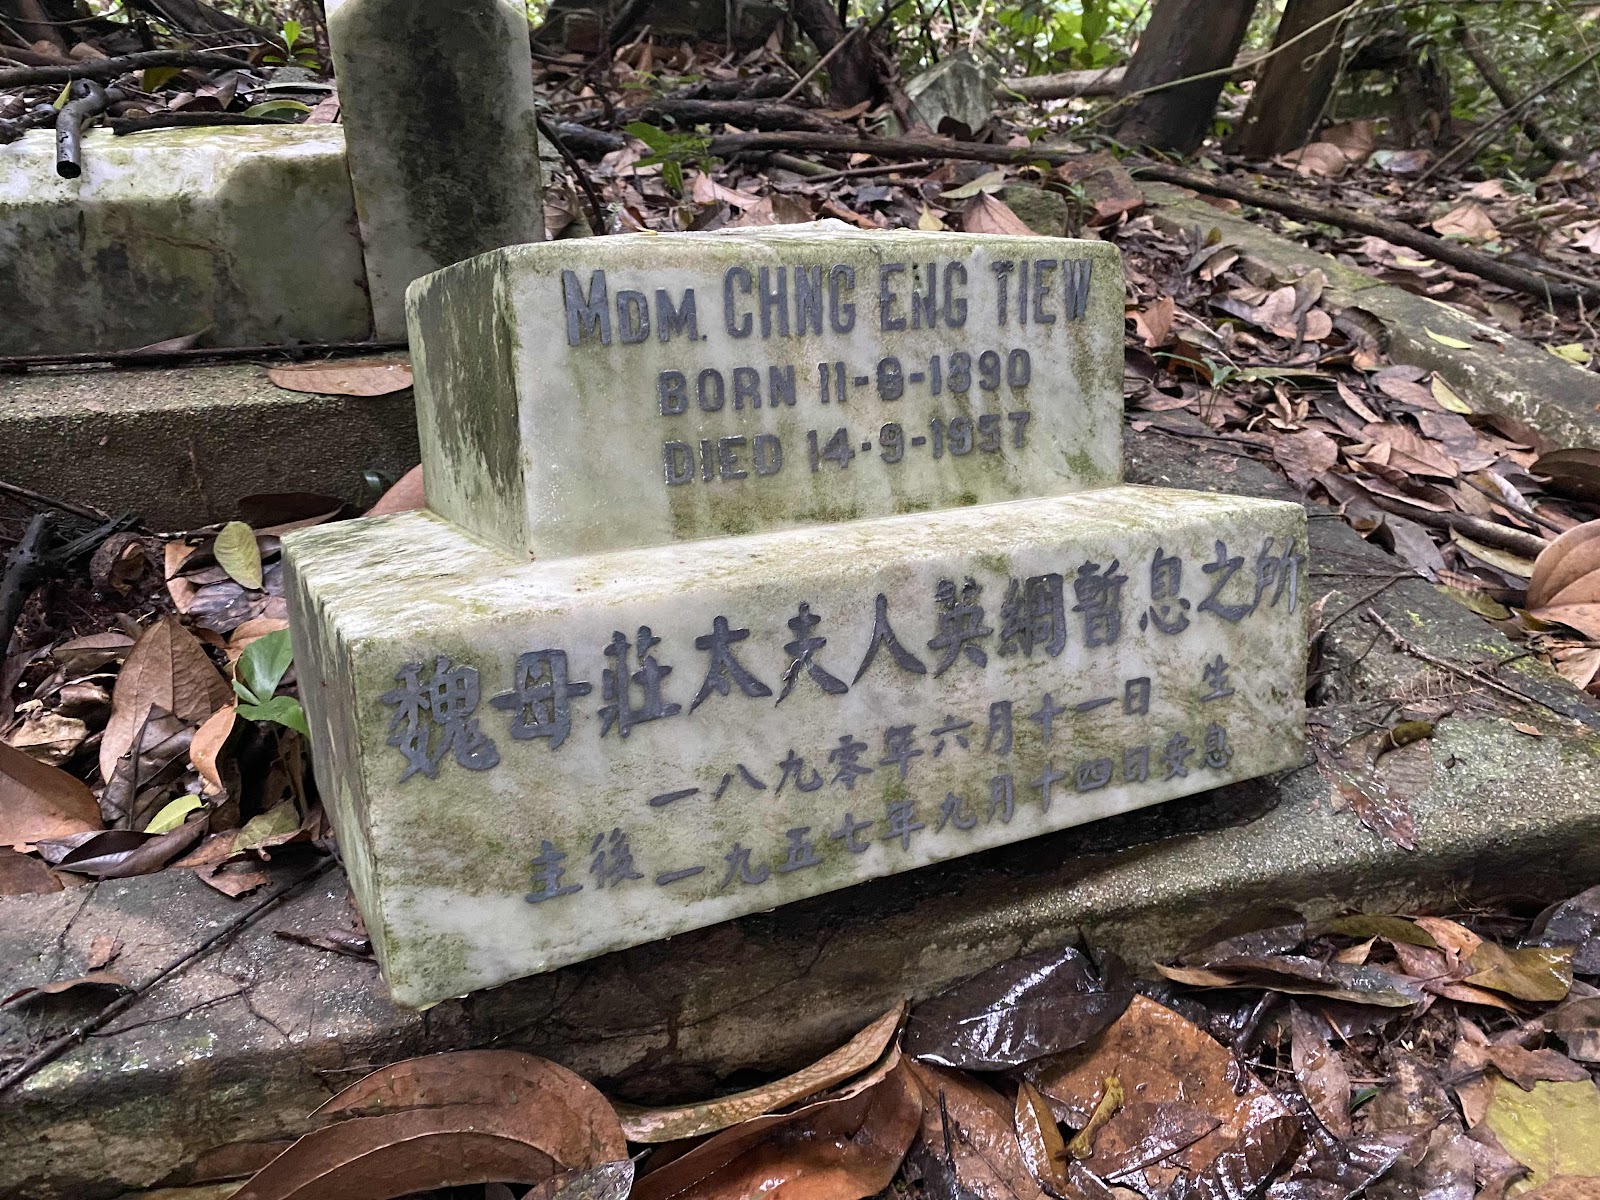 MDM. CHNG ENG TIEW
BORN 11-6-1890
DIED 14-9-1957
魏母莊太夫人英綢暫息之所
一八九零年六月十一日 生
主後一九五七年九月十四日安息